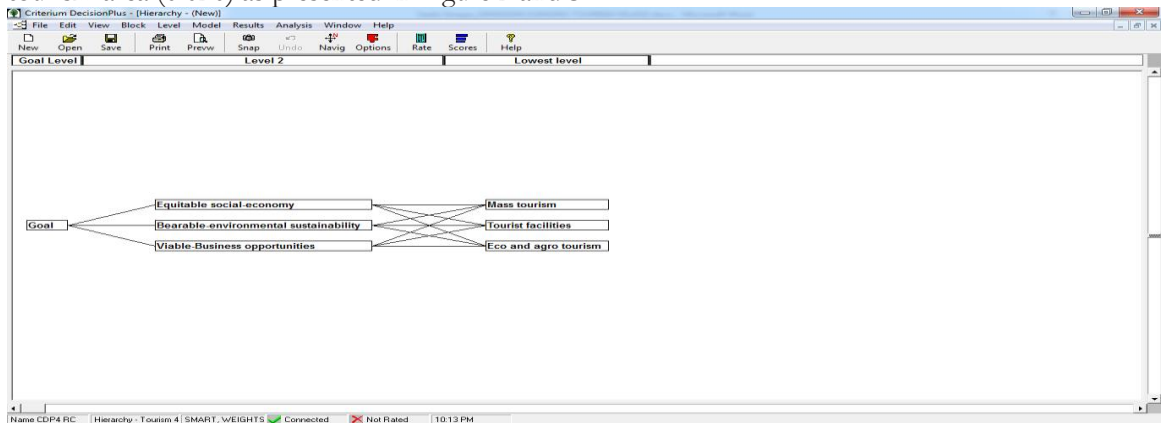 Criterium DecisionPlus - [Hierarchy - (New)]
File Edit View Block Level Model Results Analysis Window Help
New Open Save Print Prevw Snap Undo Navig Options Rate Scores Help
Goal Level Level 2 Lowest level
Equitable social-economy Mass tourism
Goal Bearable-environmental sustainability Tourist facilities
Viable-Business opportunities Eco and agro tourism
Name CDP4 RC Hierarchy - Tourism 4 SMART, WEIGHTS Connected Not Rated 10:13 PM